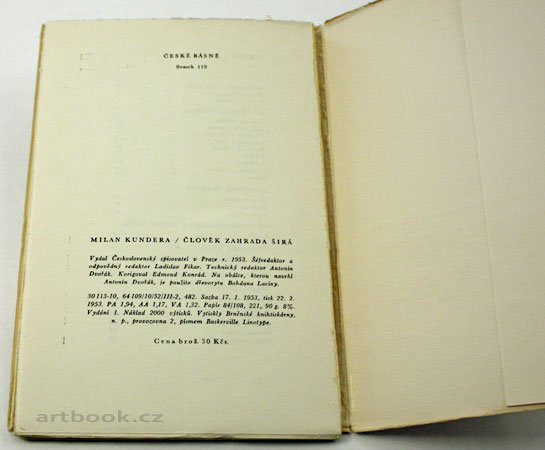 ČESKÉ BÁSNĚ
Svazek 119
MILAN KUNDERA / ČLOVĚK ZAHRADA ŠIRÁ
Vydal Československý spisovatel v Praze r. 1953. Šéfredaktor a
odpovědný redaktor Ladislav Fikar. Technický redaktor Antonín
Dvořák. Korigoval Edmond Konrád. Na obálce, kterou navrhl
Antonín Dvořák, je použito dřevorytu Bohdana Laciny.
30 113-10, 64 109/10/52/III-2, 482. Sazba 17. 1. 1953, tisk 22. 2.
1953. PA 1,94, AA 1,17, VA 1,32. Papír 84/108, 221, 90 g. 8%.
Vydání 1. Náklad 2000 výtisků. Vytiskly Brněnské knihtiskárny,
n. p., provozovna 2, písmem Baskerville Linotype.
Cena brož. 30 Kčs.
artbook.cz